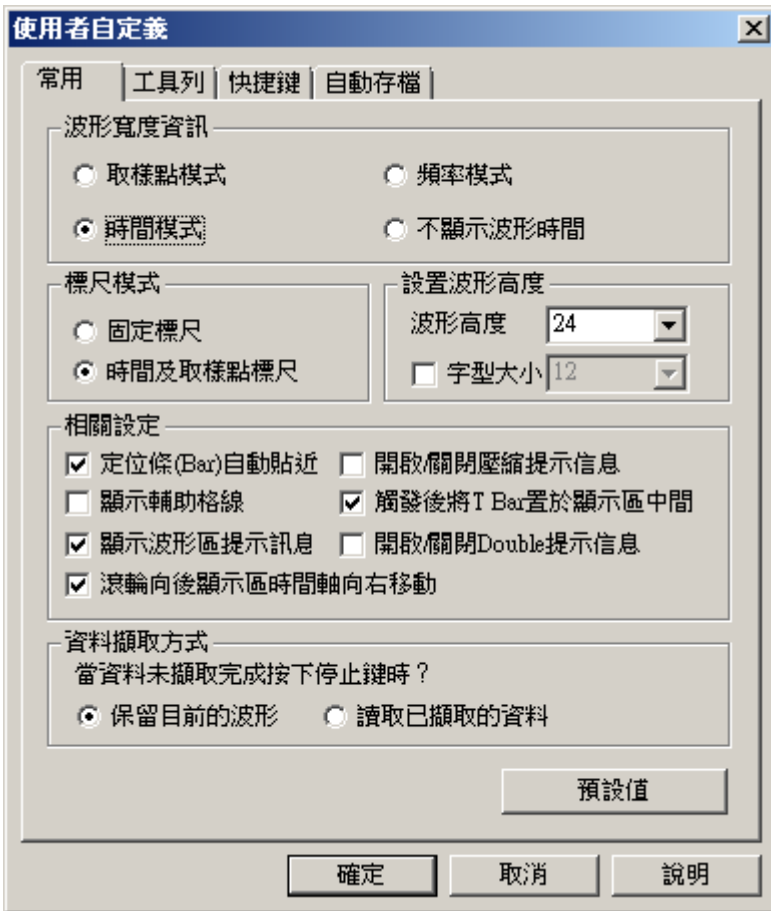 使用者自定義
常用 工具列 快捷鍵 自動存檔
波形寬度資訊
取樣點模式 頻率模式
時間模式 不顯示波形時間
標尺模式 設置波形高度
固定標尺 波形高度 24
時間及取樣點標尺 字型大小 12
相關設定
定位條(Bar)自動貼近 開啟/關閉壓縮提示信息
顯示輔助格線 觸發後將T Bar置於顯示區中間
顯示波形區提示訊息 開啟/關閉Double提示信息
滾輪向後顯示區時間軸向右移動
資料擷取方式
當資料未擷取完成按下停止鍵時？
保留目前的波形 讀取已擷取的資料
預設值
確定 取消 說明